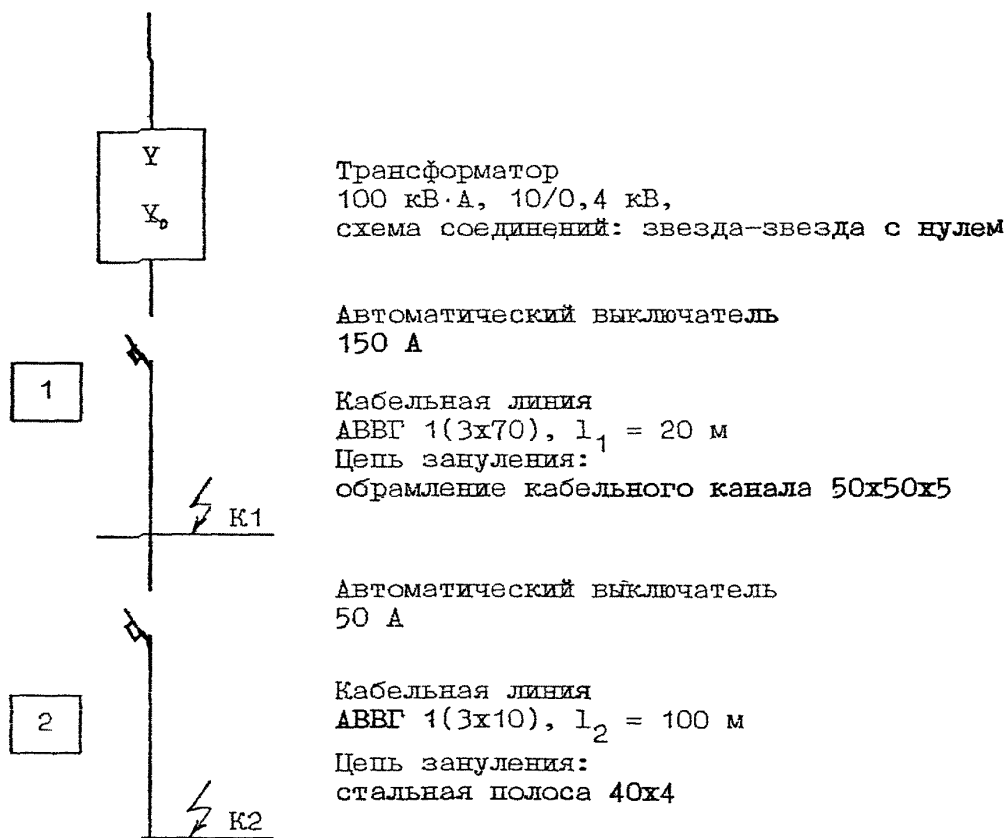 Y
Y₀
Трансформатор
100 кВ·А, 10/0,4 кВ,
схема соединений: звезда-звезда с нулем
Автоматический выключатель
150 А
1
Кабельная линия
АВВГ 1(3х70), l₁ = 20 м
Цепь зануления:
обрамление кабельного канала 50х50х5
К1
Автоматический выключатель
50 А
2
Кабельная линия
АВВГ 1(3х10), l₂ = 100 м
Цепь зануления:
стальная полоса 40х4
К2